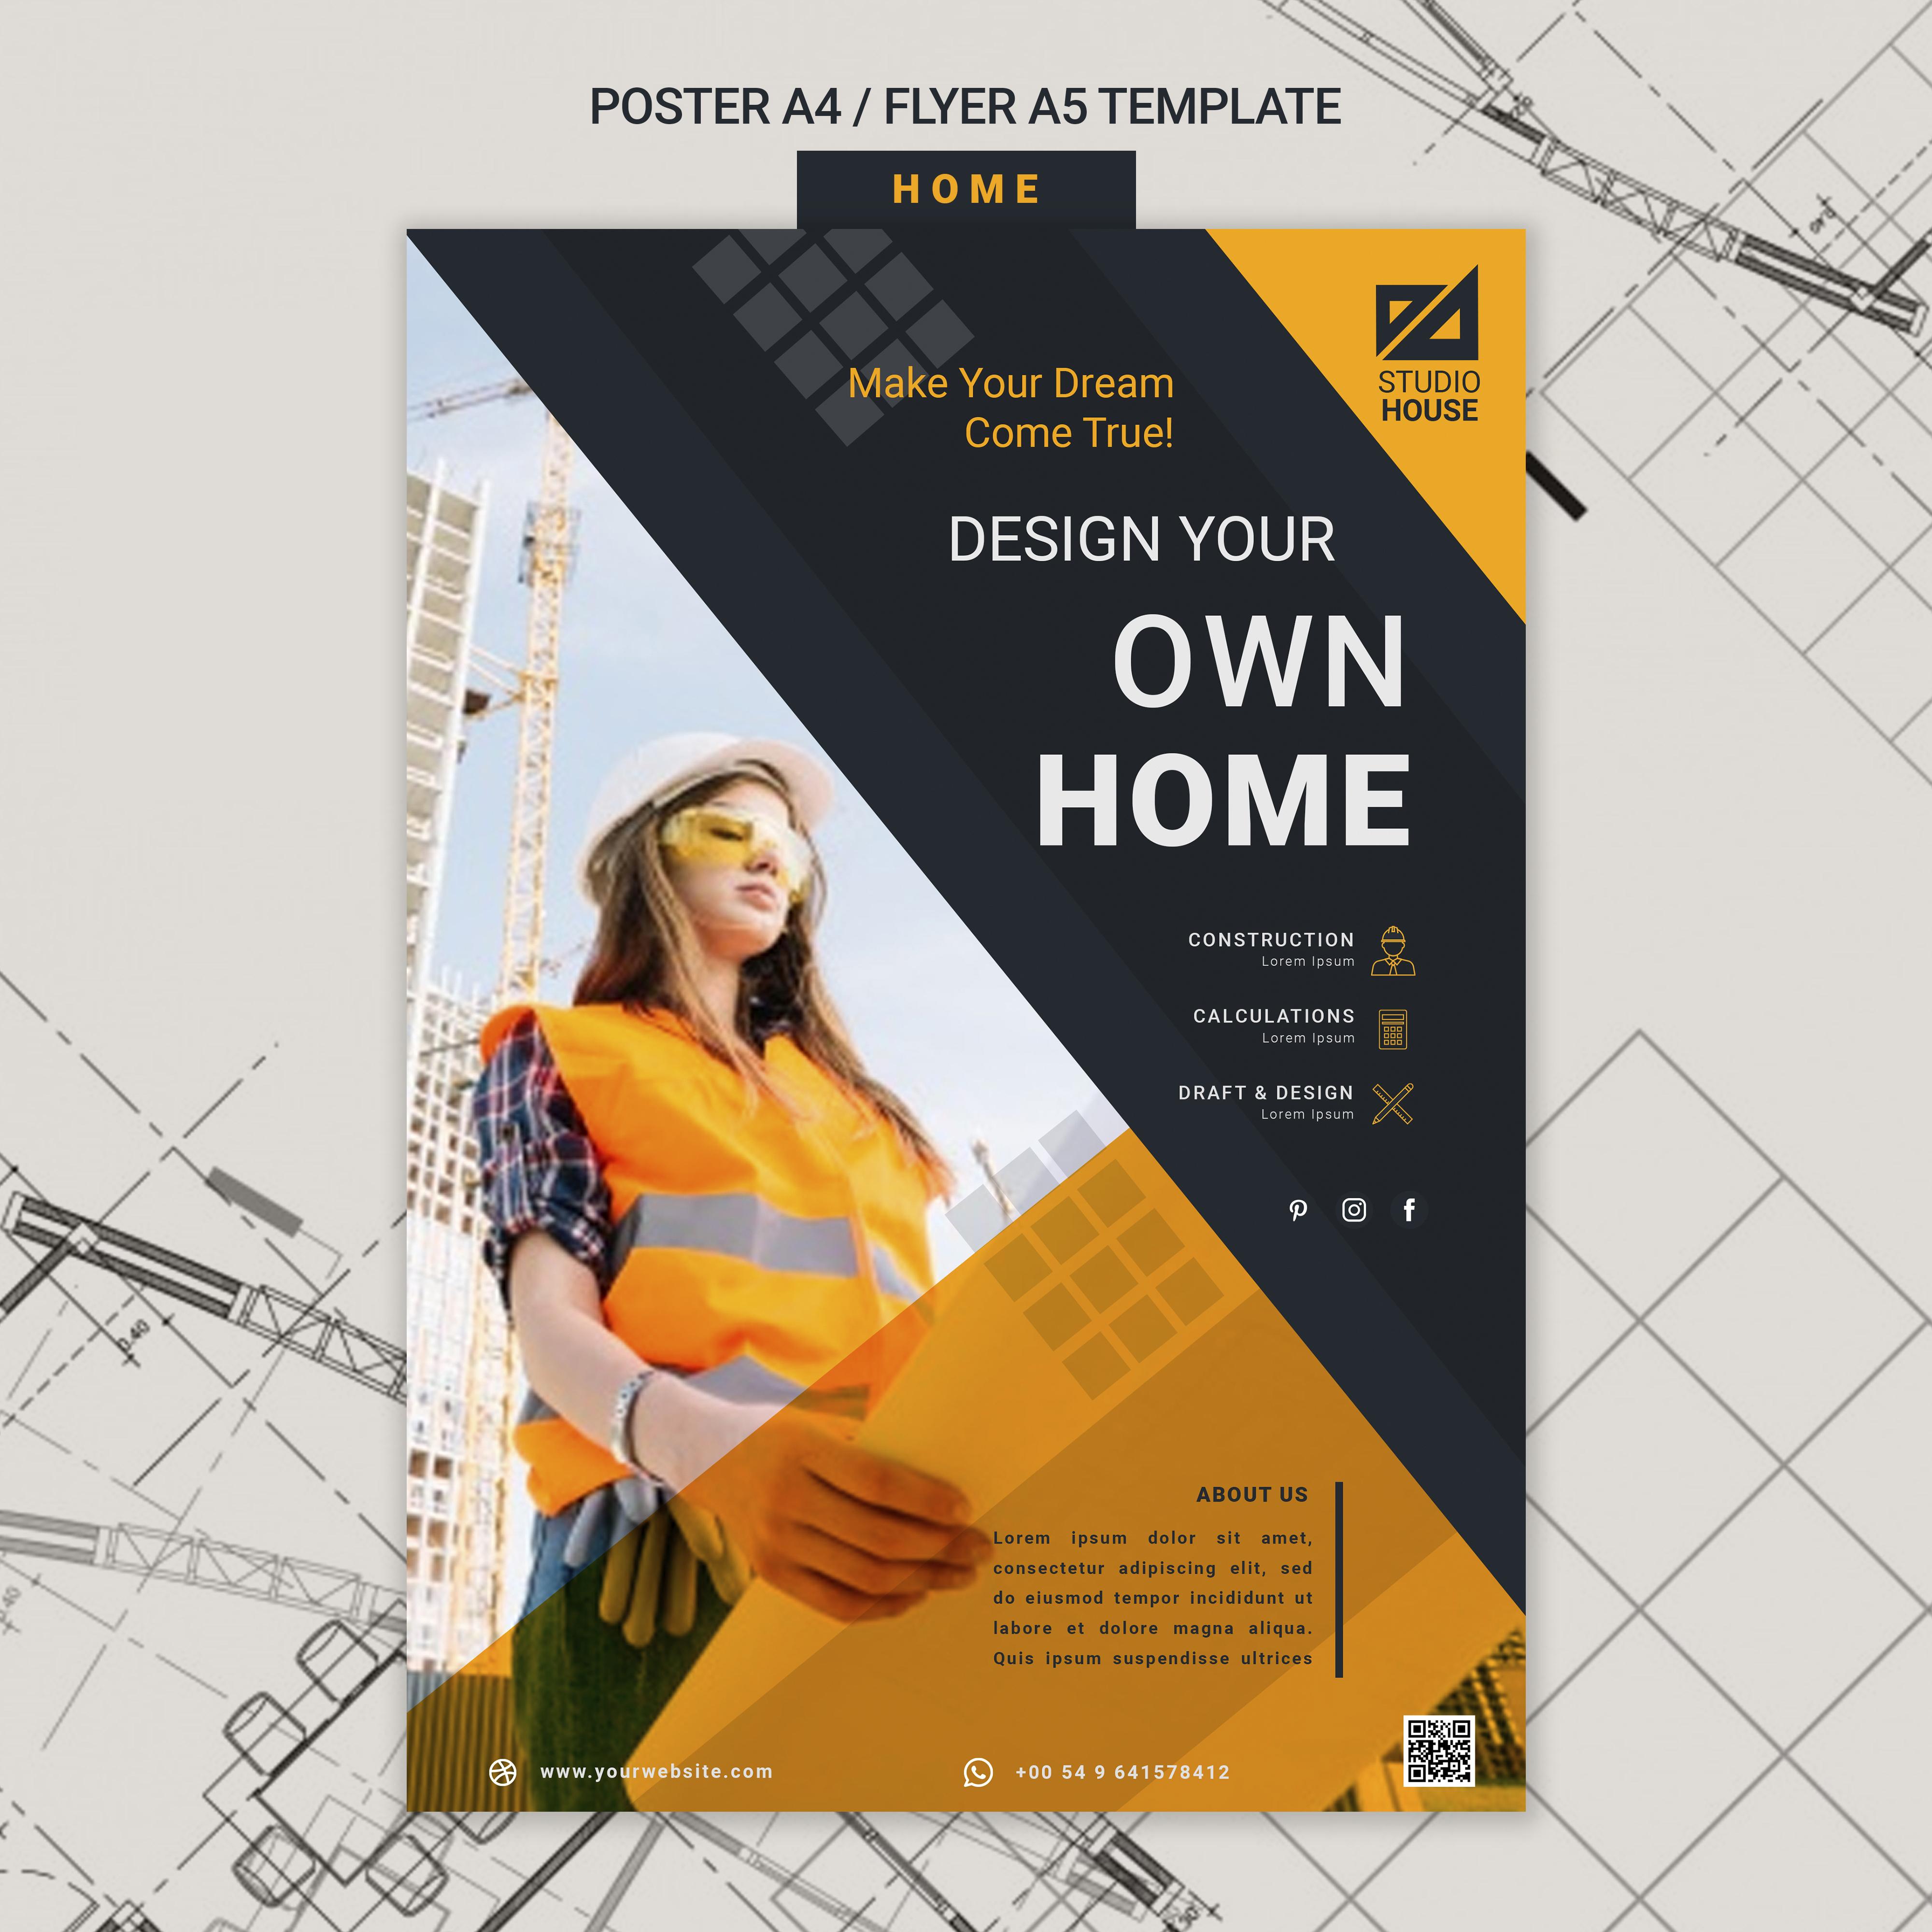 POSTER A4 / FLYER A5 TEMPLATE
HOME
STUDIO
HOUSE
Make Your Dream
Come True!
DESIGN YOUR
OWN
HOME
CONSTRUCTION
Lorem Ipsum
CALCULATIONS
Lorem Ipsum
DRAFT & DESIGN
Lorem Ipsum
ABOUT US
Lorem ipsum dolor sit amet,
consectetur adipiscing elit, sed
do eiusmod tempor incididunt ut
labore et dolore magna aliqua.
Quis ipsum suspendisse ultrices
www.yourwebsite.com
+00 54 9 641578412